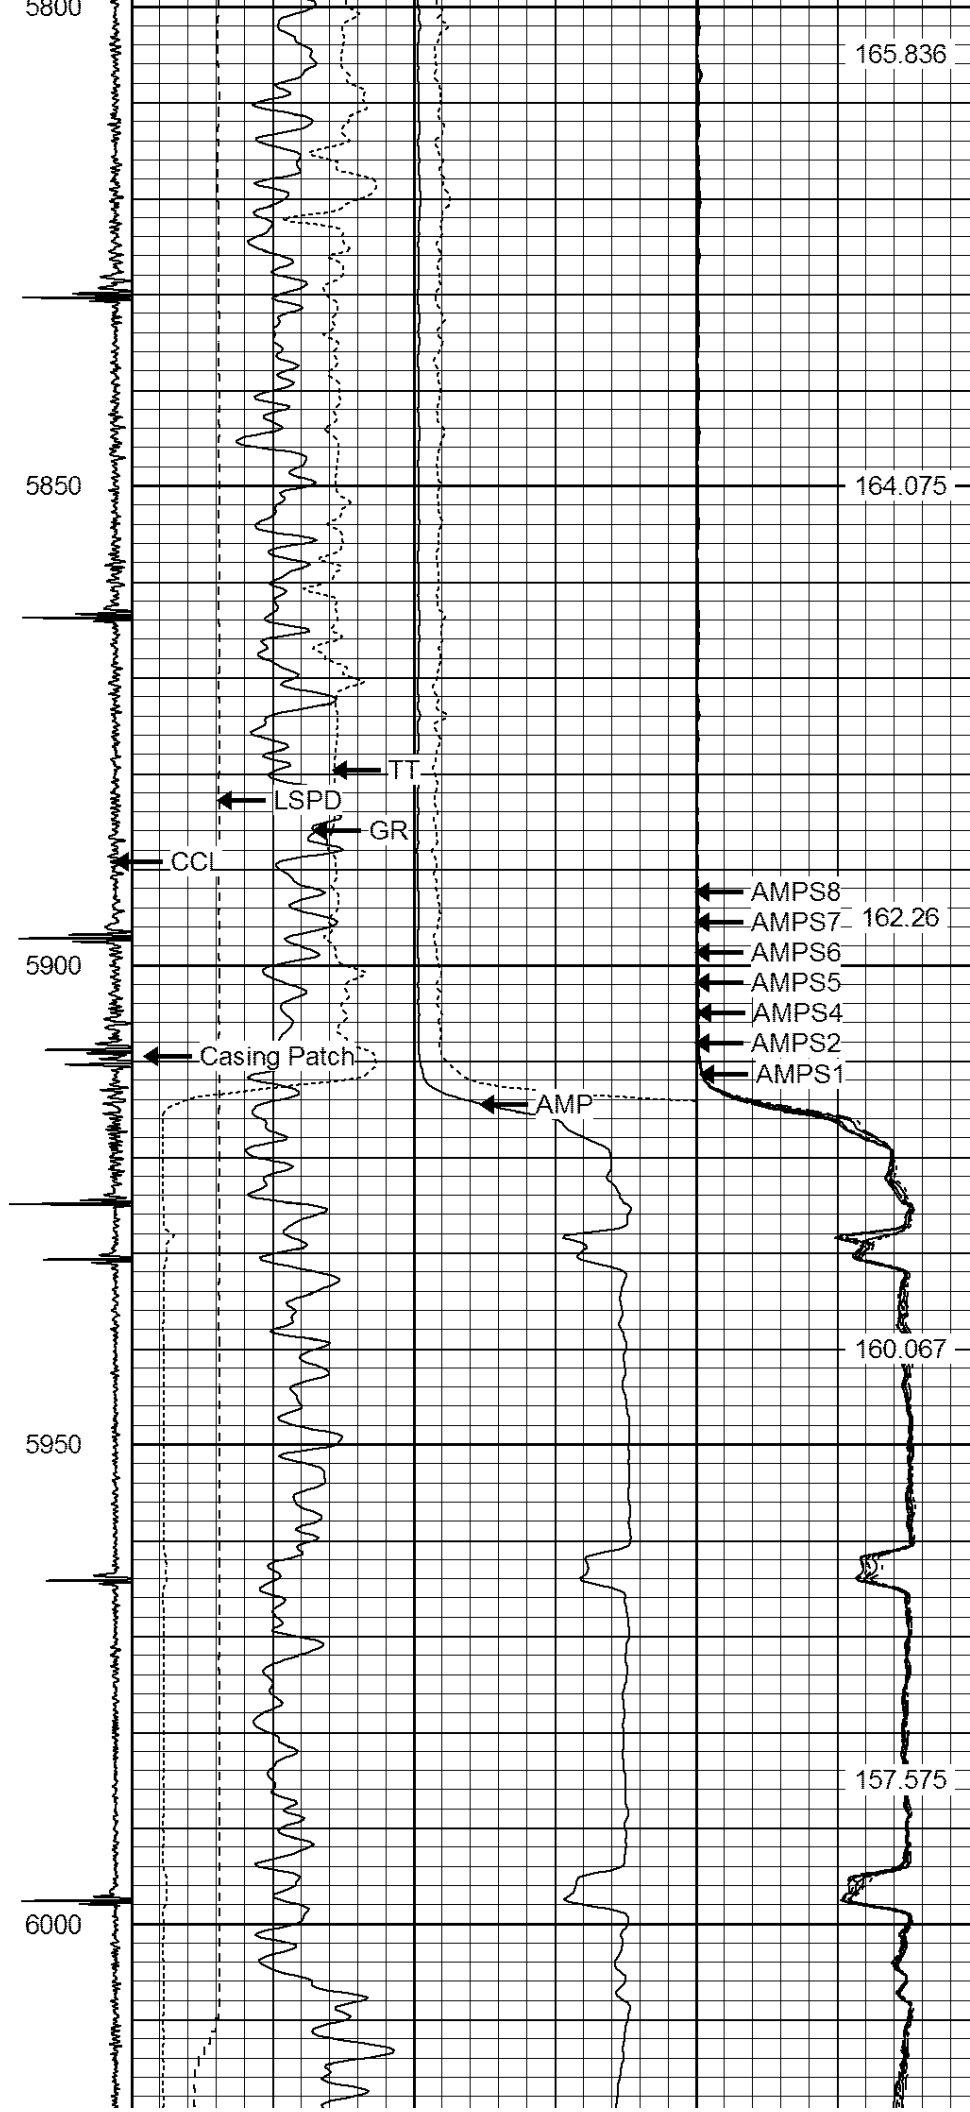 5800
165.836
5850
164.075
TT
LSPD
GR
CCL
AMPS8
AMPS7 162.26
AMPS6
5900
AMPS5
AMPS4
AMPS2
Casing Patch
AMPS1
AMP
160.067
5950
157.575
6000